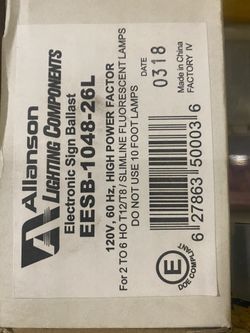 Allanson
LIGHTING COMPONENTS
Electronic Sign Ballast
EESB-1048-26L
120V, 60 Hz, HIGH POWER FACTOR
For 2 TO 6 HO T12/T8 / SLIMLINE FLUORESCENT LAMPS
DO NOT USE 10 FOOT LAMPS
DATE
0318
Made in China
FACTORY IV
6 27863 50003 6
E
DOE COMPLIANT